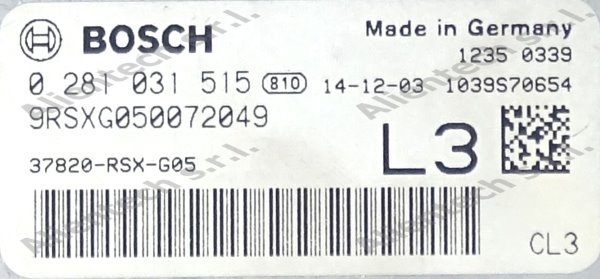 BOSCH
Made in Germany
1235 0339
0 281 031 515 810 14-12-03 1039S70654
9RSXG050072049
L3
37820-RSX-G05
CL3
Alientech s.r.l.